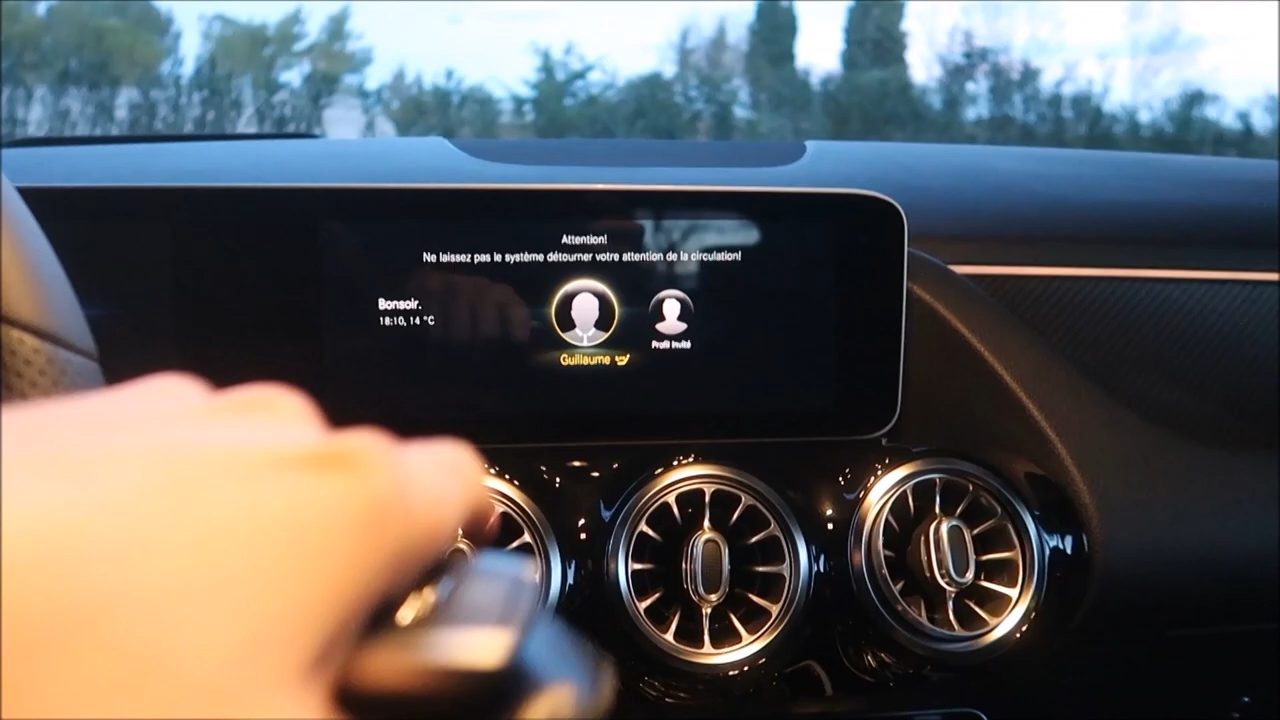 Attention!
Ne laissez pas le système détourner votre attention de la circulation!
Bonsoir.
18:10, 14 °C
Guillaume
Profil Invité